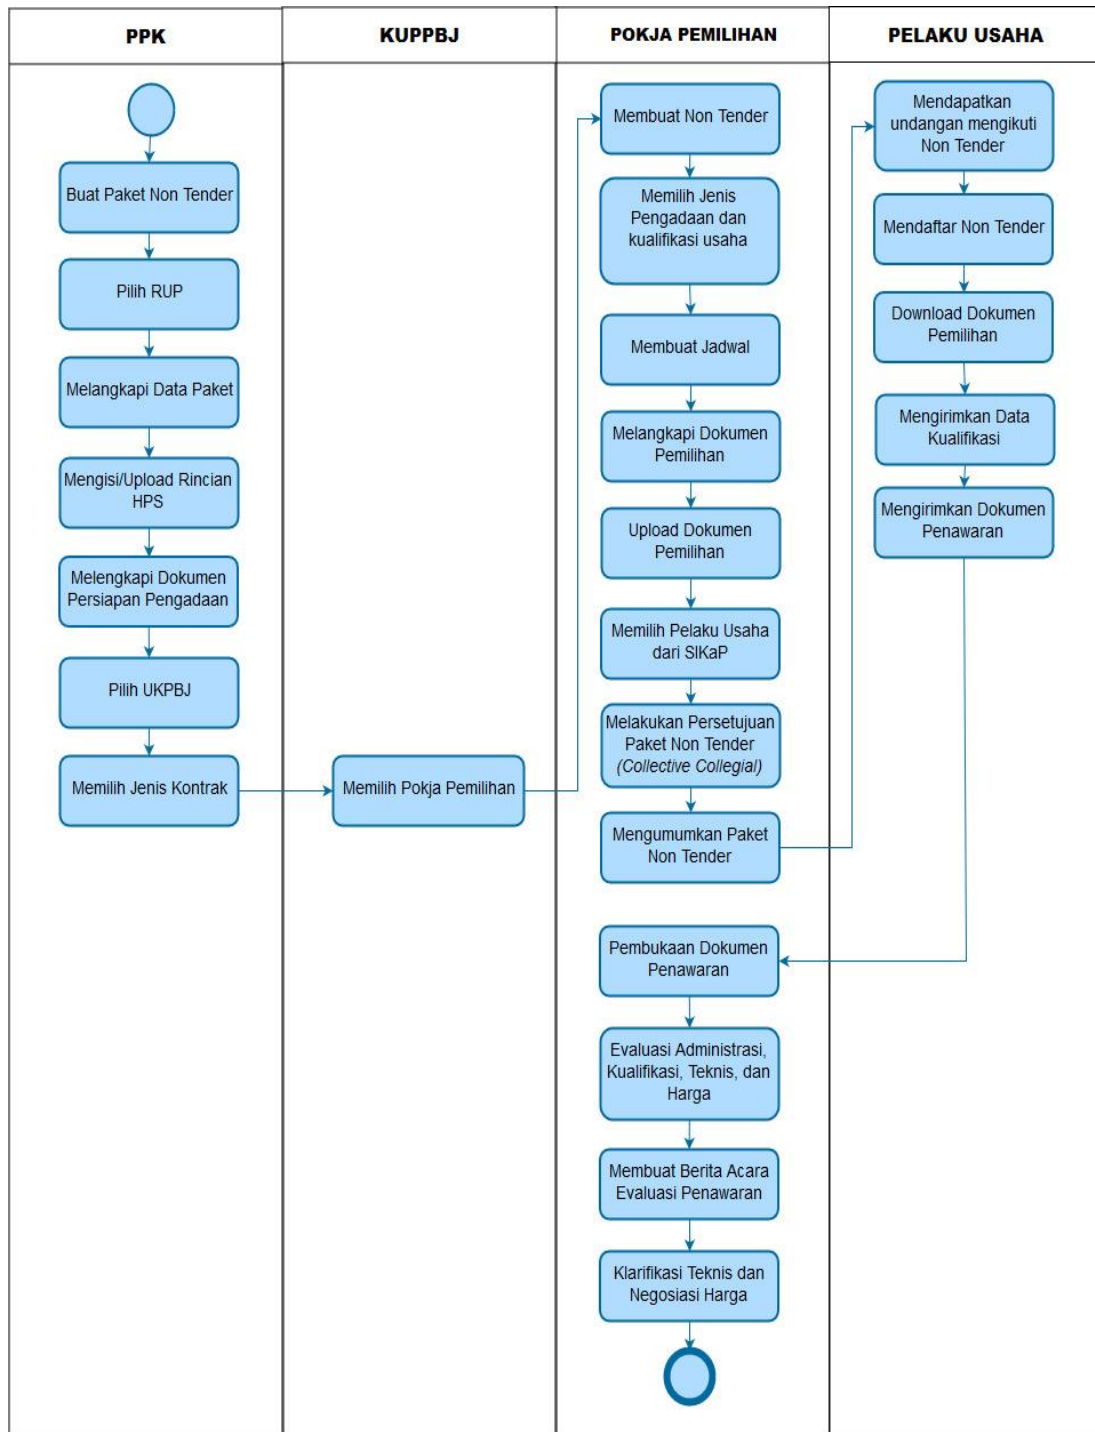 PPK
KUPPBJ
POKJA PEMILIHAN
PELAKU USAHA
Buat Paket Non Tender
Pilih RUP
Melangkapi Data Paket
Mengisi/Upload Rincian
HPS
Melengkapi Dokumen
Persiapan Pengadaan
Pilih UKPBJ
Memilih Jenis Kontrak
Memilih Pokja Pemilihan
Membuat Non Tender
Memilih Jenis
Pengadaan dan
kualifikasi usaha
Membuat Jadwal
Melangkapi Dokumen
Pemilihan
Upload Dokumen
Pemilihan
Memilih Pelaku Usaha
dari SIKaP
Melakukan Persetujuan
Paket Non Tender
(Collective Collegial)
Mengumumkan Paket
Non Tender
Mendapatkan
undangan mengikuti
Non Tender
Mendaftar Non Tender
Download Dokumen
Pemilihan
Mengirimkan Data
Kualifikasi
Mengirimkan Dokumen
Penawaran
Pembukaan Dokumen
Penawaran
Evaluasi Administrasi,
Kualifikasi, Teknis, dan
Harga
Membuat Berita Acara
Evaluasi Penawaran
Klarifikasi Teknis dan
Negosiasi Harga